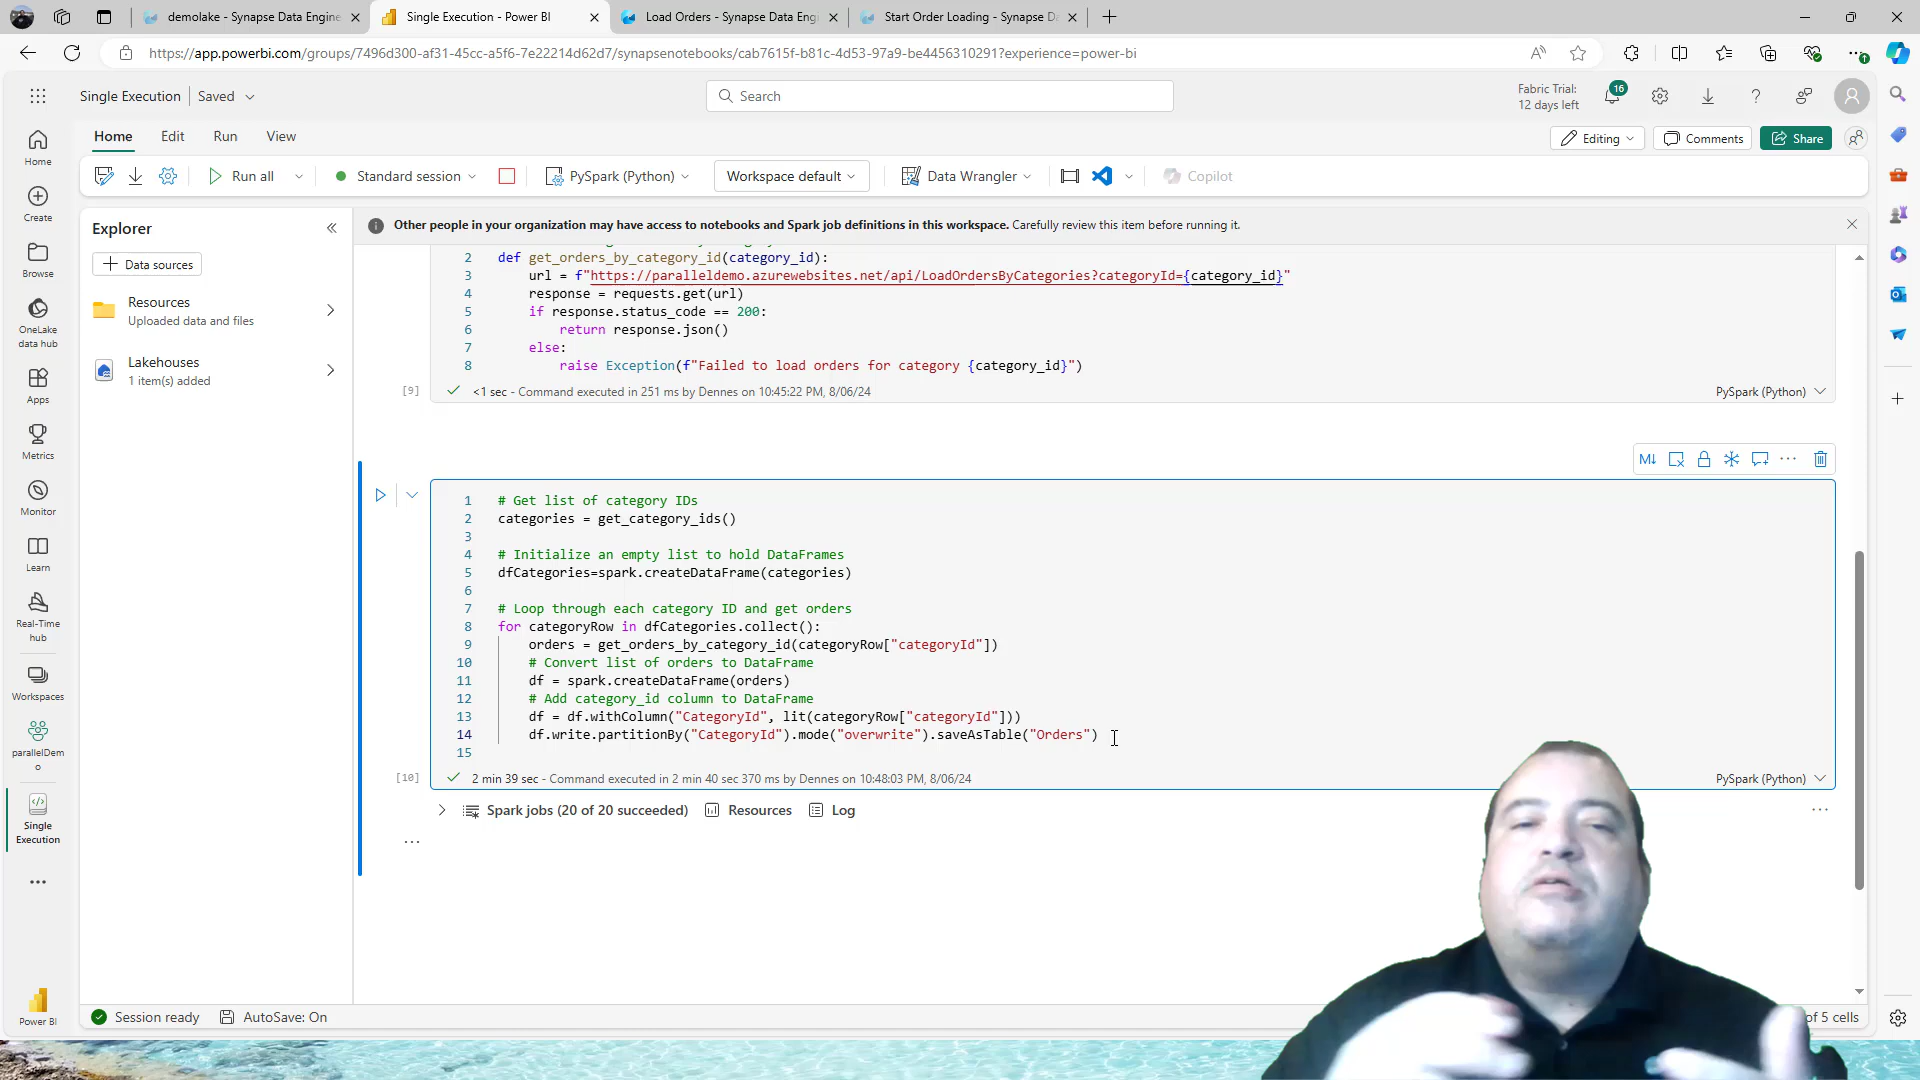 demolake - Synapse Data Engine
Single Execution - Power BI
Load Orders - Synapse Data Engi
Start Order Loading - Synapse Da
https://app.powerbi.com/groups/7496d300-af31-45cc-a5f6-7e22214d62d7/synapsenotebooks/cab7615f-b81c-4d53-97a9-be4456310291?experience=power-bi
Single Execution
Saved
Search
Fabric Trial:
12 days left
16
Home
Edit
Run
View
Editing
Comments
Share
Run all
Standard session
PySpark (Python)
Workspace default
Data Wrangler
Copilot
Home
Create
Browse
OneLake
data hub
Apps
Metrics
Monitor
Learn
Real-Time
hub
Workspaces
parallelDem
o
Single
Execution
Power BI
Explorer
Data sources
Resources
Uploaded data and files
Lakehouses
1 item(s) added
Other people in your organization may have access to notebooks and Spark job definitions in this workspace. Carefully review this item before running it.
2 def get_orders_by_category_id(category_id):
3 url = f"https://paralleldemo.azurewebsites.net/api/LoadOrdersByCategories?categoryId={category_id}"
4 response = requests.get(url)
5 if response.status_code == 200:
6 return response.json()
7 else:
8 raise Exception(f"Failed to load orders for category {category_id}")
[9] <1 sec - Command executed in 251 ms by Dennes on 10:45:22 PM, 8/06/24
PySpark (Python)
M↓
1 # Get list of category IDs
2 categories = get_category_ids()
3
4 # Initialize an empty list to hold DataFrames
5 dfCategories=spark.createDataFrame(categories)
6
7 # Loop through each category ID and get orders
8 for categoryRow in dfCategories.collect():
9 orders = get_orders_by_category_id(categoryRow["categoryId"])
10 # Convert list of orders to DataFrame
11 df = spark.createDataFrame(orders)
12 # Add category_id column to DataFrame
13 df = df.withColumn("CategoryId", lit(categoryRow["categoryId"]))
14 df.write.partitionBy("CategoryId").mode("overwrite").saveAsTable("Orders")
15
[10] 2 min 39 sec - Command executed in 2 min 40 sec 370 ms by Dennes on 10:48:03 PM, 8/06/24
PySpark (Python)
Spark jobs (20 of 20 succeeded)
Resources
Log
Session ready
AutoSave: On
of 5 cells